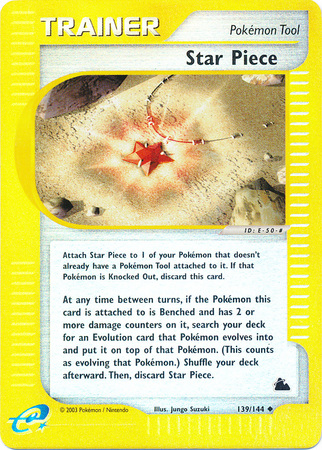 TRAINER
Pokémon Tool
Star Piece
ID: E-50-#
Attach Star Piece to 1 of your Pokémon that doesn't
already have a Pokémon Tool attached to it. If that
Pokémon is Knocked Out, discard this card.
At any time between turns, if the Pokémon this
card is attached to is Benched and has 2 or
more damage counters on it, search your deck
for an Evolution card that Pokémon evolves into
and put it on top of that Pokémon. (This counts
as evolving that Pokémon.) Shuffle your deck
afterward. Then, discard Star Piece.
e
© 2003 Pokémon / Nintendo
Illus. Jungo Suzuki
139/144 ◆